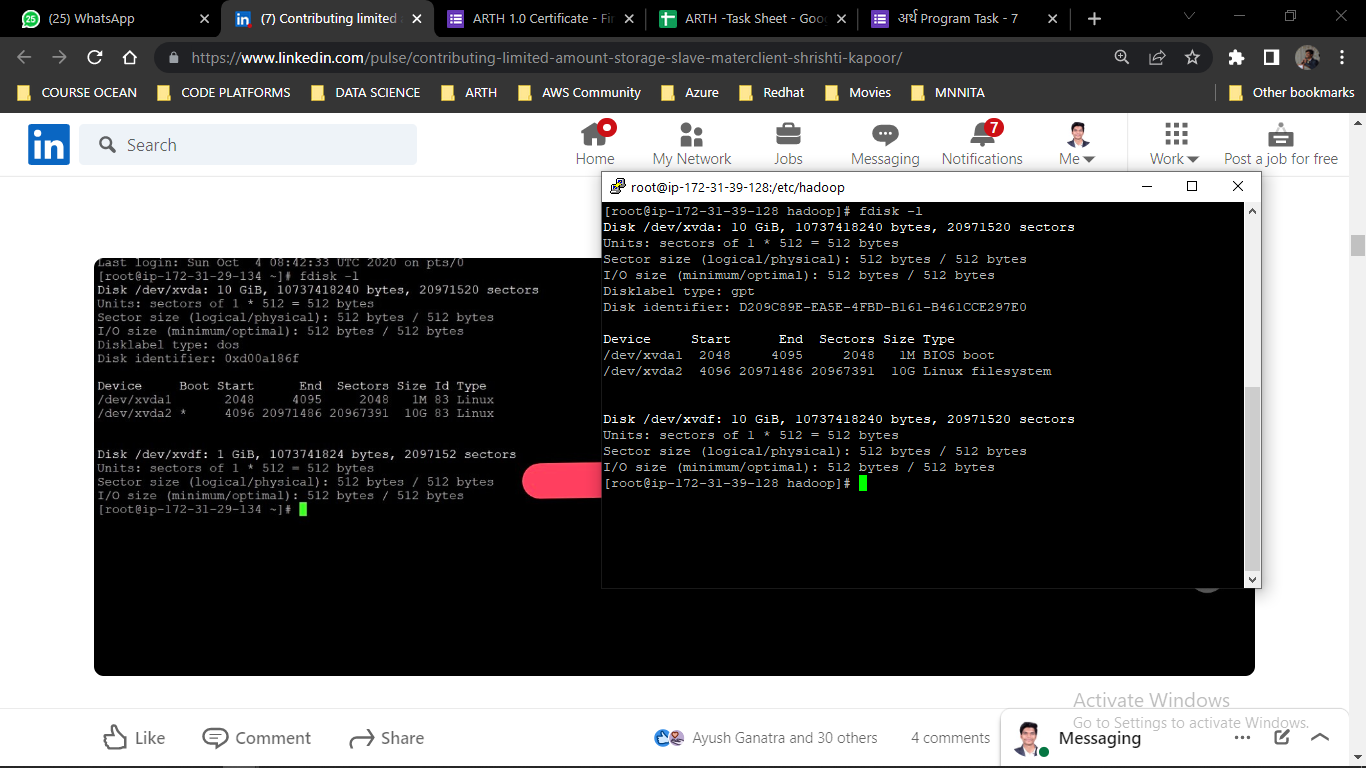 (25) WhatsApp
(7) Contributing limited
ARTH 1.0 Certificate - Fi
ARTH -Task Sheet - Goo
अर्थ Program Task - 7
https://www.linkedin.com/pulse/contributing-limited-amount-storage-slave-materclient-shrishti-kapoor/
COURSE OCEAN
CODE PLATFORMS
DATA SCIENCE
ARTH
AWS Community
Azure
Redhat
Movies
MNNITA
Other bookmarks
in
Search
Home
My Network
Jobs
Messaging
7
Notifications
Me
Work
Post a job for free
Last login: Sun Oct  4 08:42:33 UTC 2020 on pts/0
[root@ip-172-31-29-134 ~]# fdisk -l
Disk /dev/xvda: 10 GiB, 10737418240 bytes, 20971520 sectors
Units: sectors of 1 * 512 = 512 bytes
Sector size (logical/physical): 512 bytes / 512 bytes
I/O size (minimum/optimal): 512 bytes / 512 bytes
Disklabel type: dos
Disk identifier: 0xd00a186f
Device     Boot Start      End  Sectors Size Id Type
/dev/xvda1       2048     4095     2048   1M 83 Linux
/dev/xvda2 *     4096 20971486 20967391  10G 83 Linux
Disk /dev/xvdf: 1 GiB, 1073741824 bytes, 2097152 sectors
Units: sectors of 1 * 512 = 512 bytes
Sector size (logical/physical): 512 bytes / 512 bytes
I/O size (minimum/optimal): 512 bytes / 512 bytes
[root@ip-172-31-29-134 ~]#
root@ip-172-31-39-128:/etc/hadoop
[root@ip-172-31-39-128 hadoop]# fdisk -l
Disk /dev/xvda: 10 GiB, 10737418240 bytes, 20971520 sectors
Units: sectors of 1 * 512 = 512 bytes
Sector size (logical/physical): 512 bytes / 512 bytes
I/O size (minimum/optimal): 512 bytes / 512 bytes
Disklabel type: gpt
Disk identifier: D209C89E-EA5E-4FBD-B161-B461CCE297E0
Device     Start      End  Sectors Size Type
/dev/xvda1  2048     4095     2048   1M BIOS boot
/dev/xvda2  4096 20971486 20967391  10G Linux filesystem
Disk /dev/xvdf: 10 GiB, 10737418240 bytes, 20971520 sectors
Units: sectors of 1 * 512 = 512 bytes
Sector size (logical/physical): 512 bytes / 512 bytes
I/O size (minimum/optimal): 512 bytes / 512 bytes
[root@ip-172-31-39-128 hadoop]#
Like
Comment
Share
Ayush Ganatra and 30 others
4 comments
Activate Windows
Go to Settings to activate Windows.
Messaging